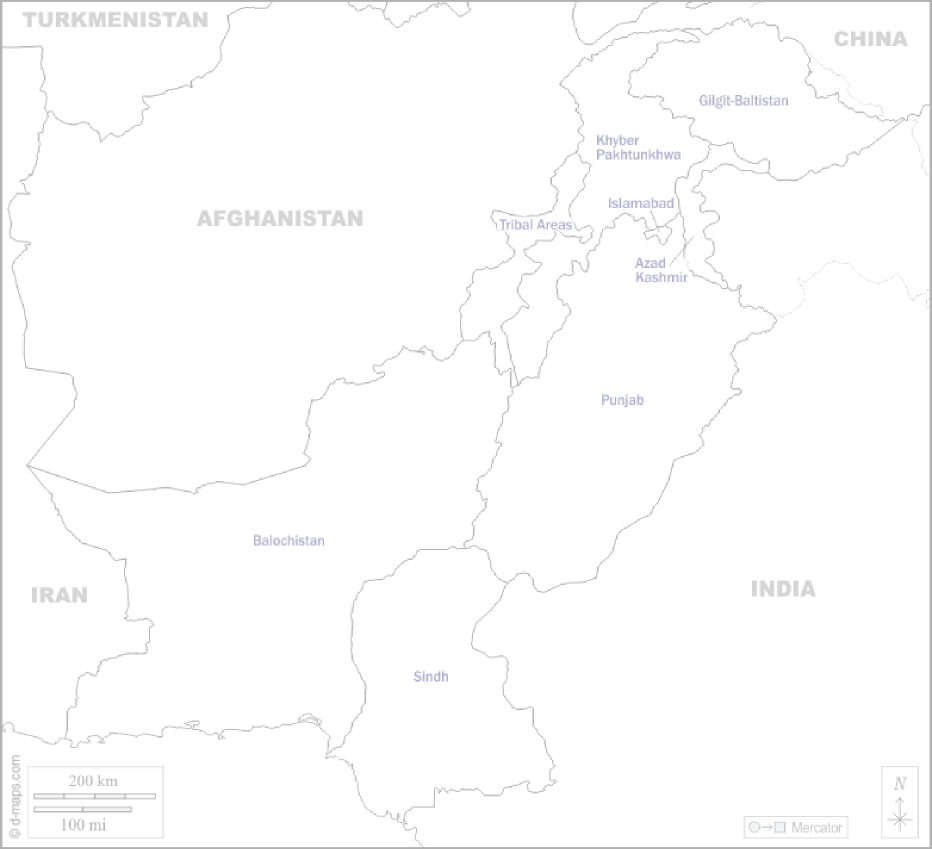 TURKMENISTAN
CHINA
Gilgit-Baltistan
Khyber
Pakhtunkhwa
Islamabad
AFGHANISTAN
Tribal Areas
Azad
Kashmir
Punjab
Balochistan
IRAN
INDIA
Sindh
© d-maps.com
200 km
100 mi
N
Mercator